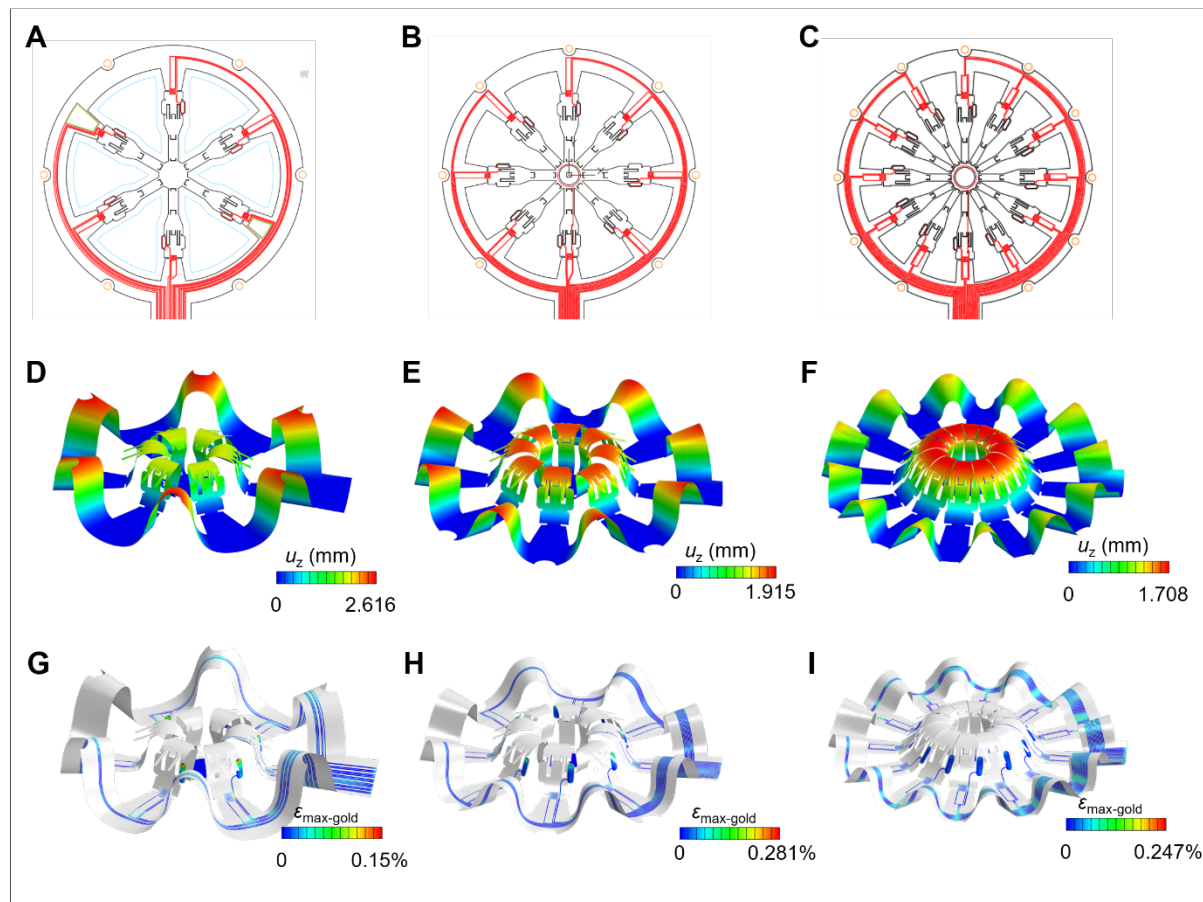 A B C
D E F
u_z (mm) u_z (mm) u_z (mm)
0 2.616 0 1.915 0 1.708
G H I
ε_max-gold ε_max-gold ε_max-gold
0 0.15% 0 0.281% 0 0.247%